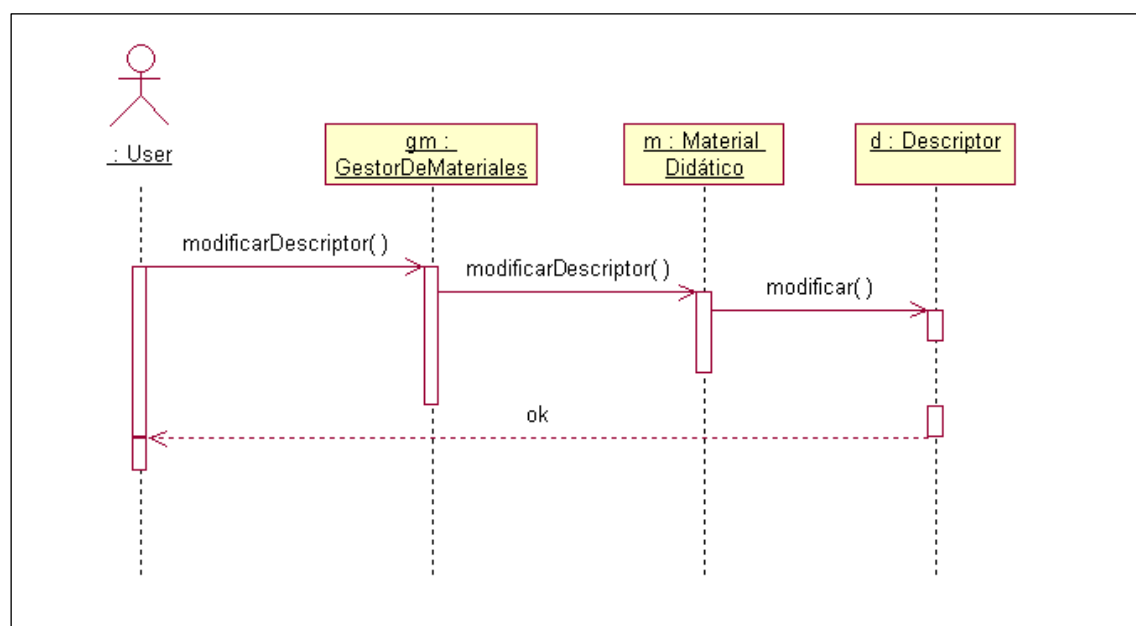 : User
gm :
GestorDeMateriales
m : Material
Didático
d : Descriptor
modificarDescriptor( )
modificarDescriptor( )
modificar( )
ok